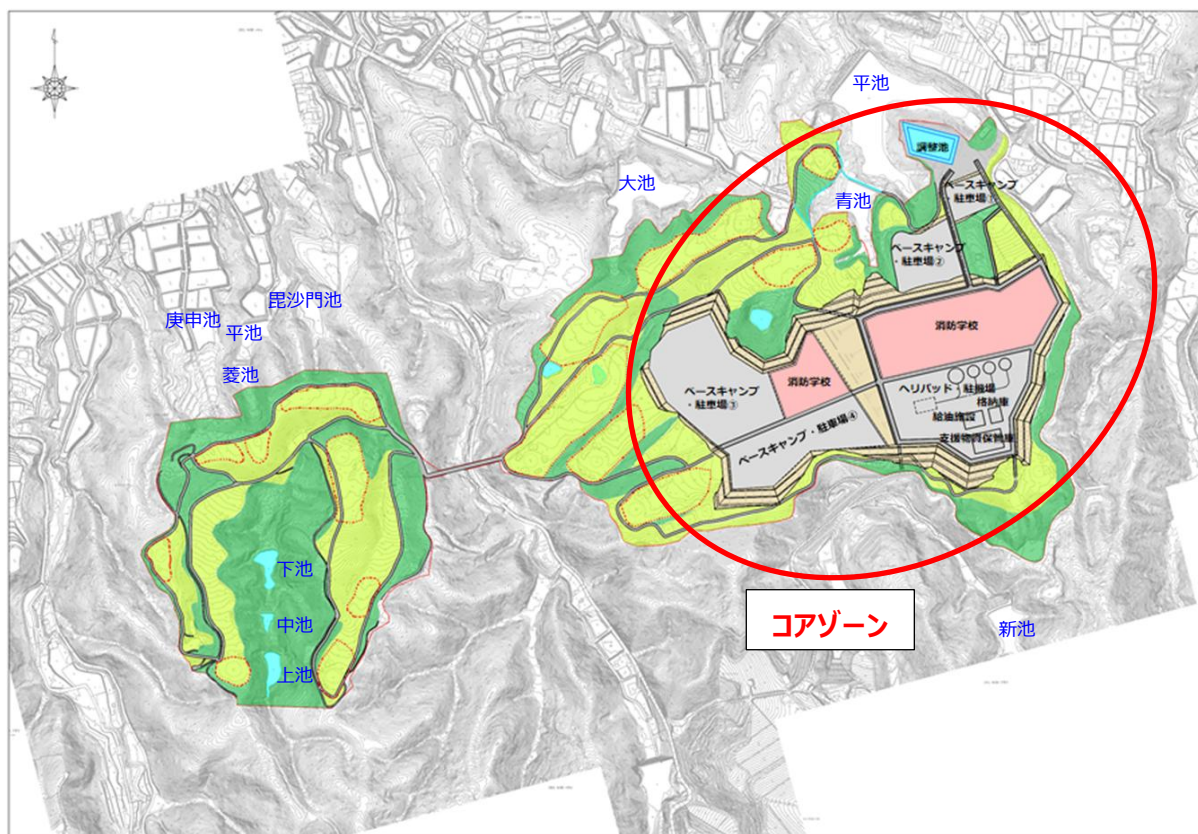 平池
調整池
大池
ベースキャンプ
・駐車場①
青池
ベースキャンプ
・駐車場②
毘沙門池
庚申池
平池
消防学校
菱池
ベースキャンプ
・駐車場③
消防学校
ヘリパッド・駐機場
格納庫
給油施設
ベースキャンプ・駐車場④
支援物資保管庫
下池
中池
コアゾーン
新池
上池